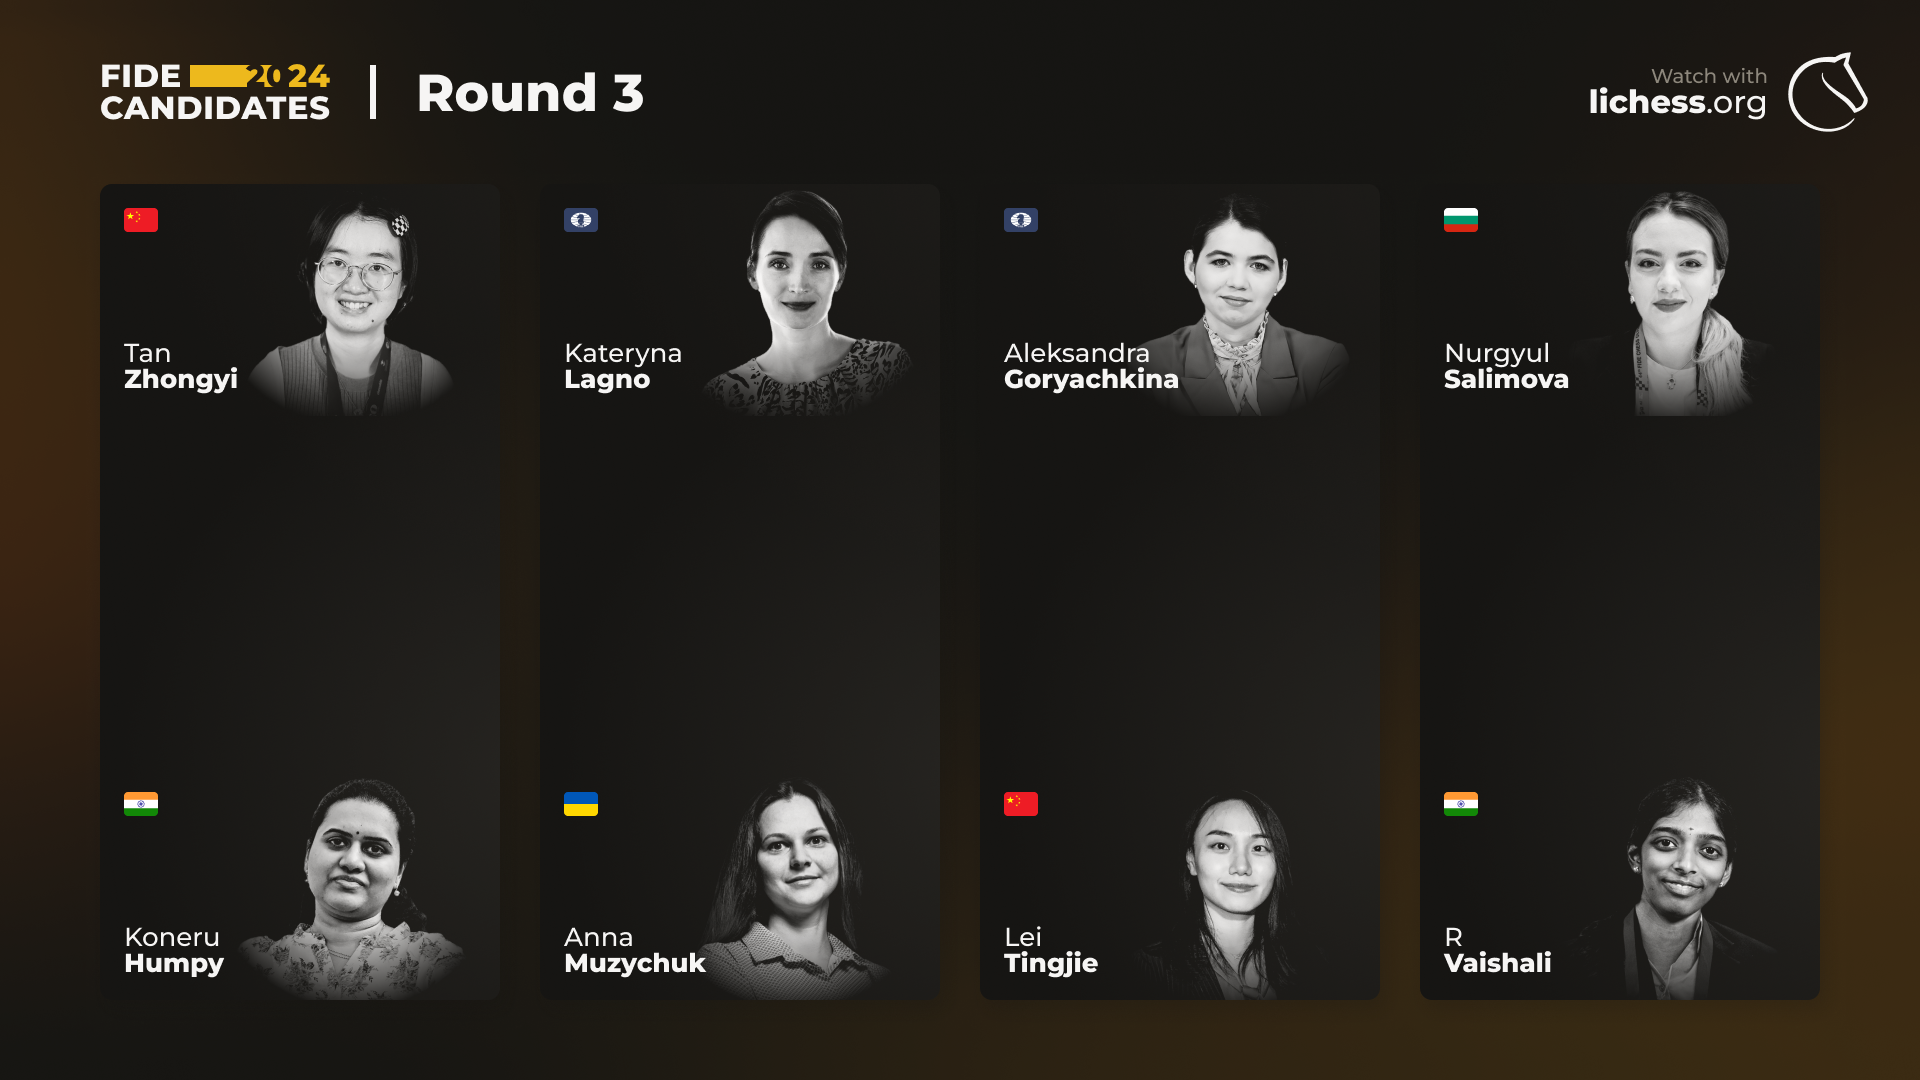 FIDE 2024
CANDIDATES
Round 3
Watch with
lichess.org
Tan
Zhongyi
Kateryna
Lagno
Aleksandra
Goryachkina
Nurgyul
Salimova
Koneru
Humpy
Anna
Muzychuk
Lei
Tingjie
R
Vaishali